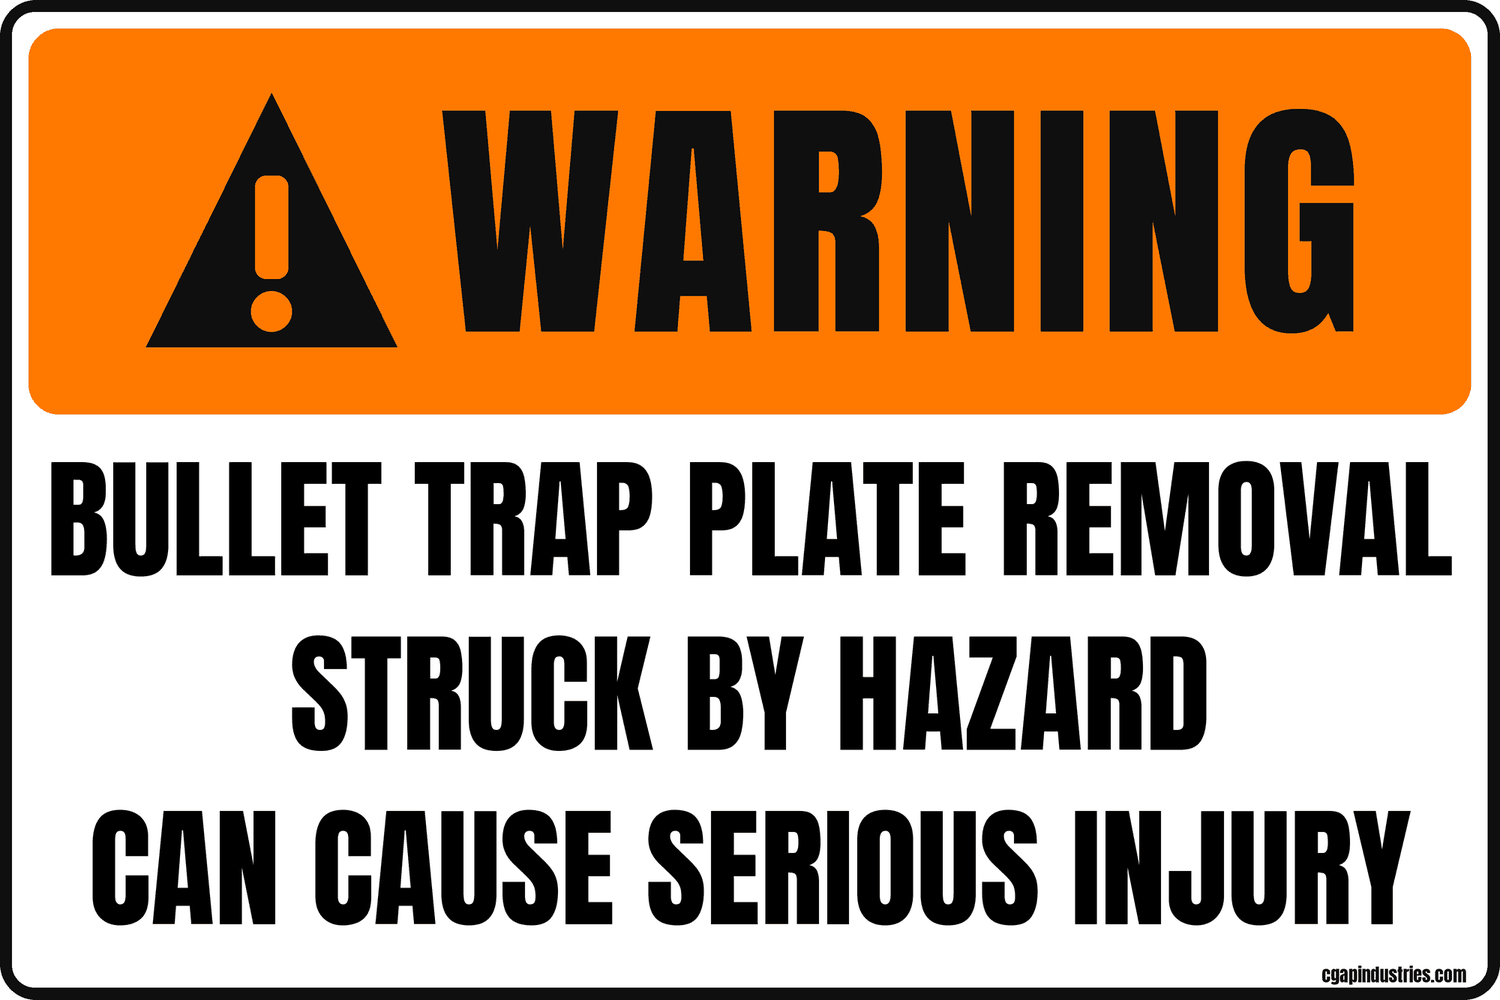 WARNING
BULLET TRAP PLATE REMOVAL
STRUCK BY HAZARD
CAN CAUSE SERIOUS INJURY
cgapindustries.com